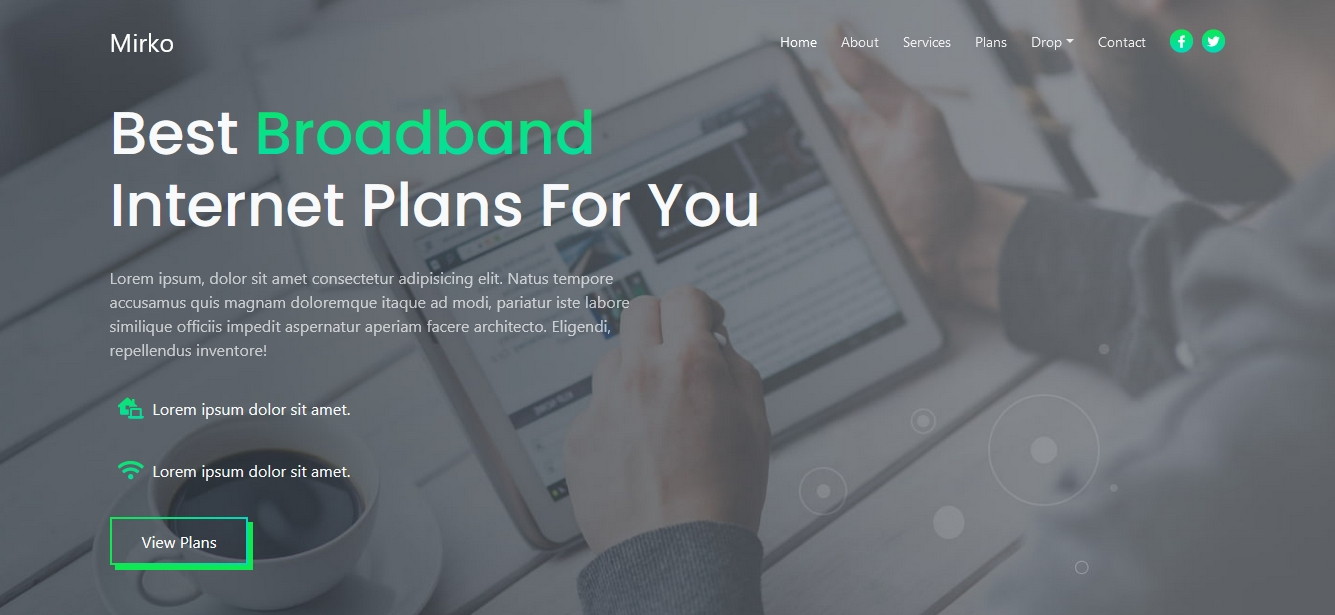 Mirko
Home About Services Plans Drop Contact
Best Broadband
Internet Plans For You
Lorem ipsum, dolor sit amet consectetur adipisicing elit. Natus tempore
accusamus quis magnam doloremque itaque ad modi, pariatur iste labore
similique officiis impedit aspernatur aperiam facere architecto. Eligendi,
repellendus inventore!
Lorem ipsum dolor sit amet.
Lorem ipsum dolor sit amet.
View Plans